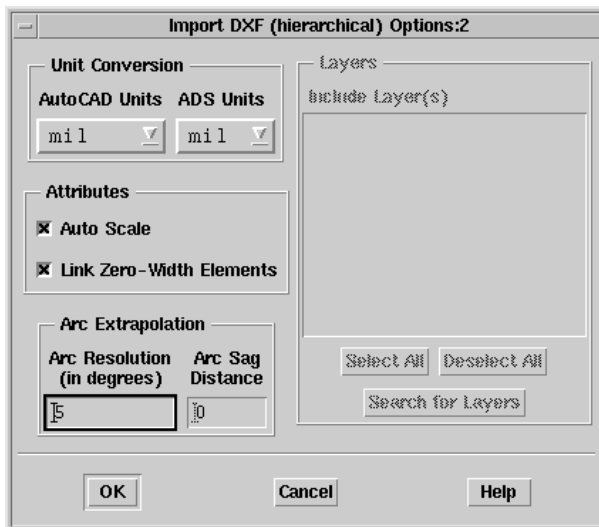 Import DXF (hierarchical) Options:2
Unit Conversion
AutoCAD Units ADS Units
mil mil
Attributes
Auto Scale
Link Zero-Width Elements
Arc Extrapolation
Arc Resolution
(in degrees)
Arc Sag
Distance
5 0
Layers
Include Layer(s)
Select All Deselect All
Search for Layers
OK Cancel Help